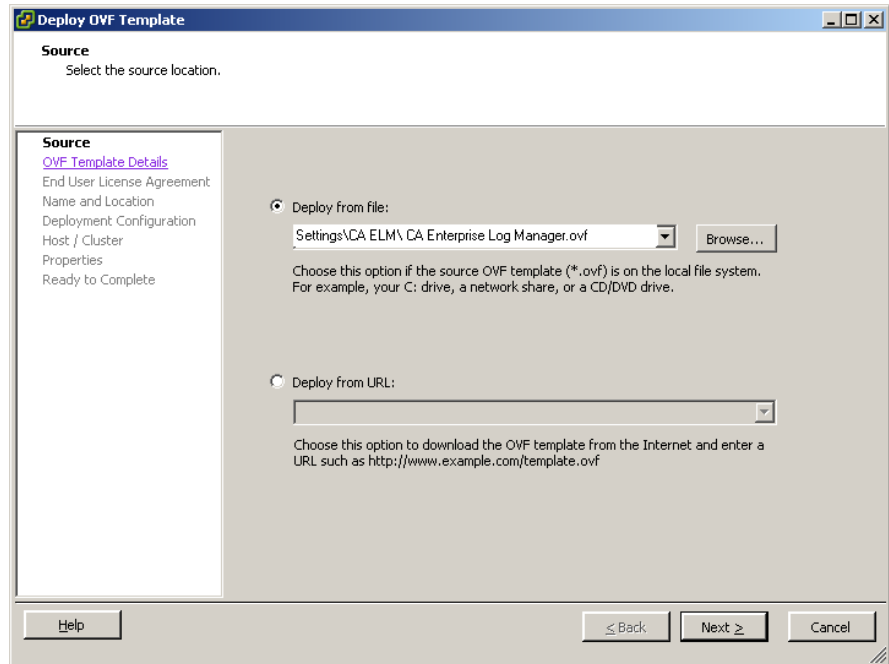 Deploy OVF Template
Source
Select the source location.
Source
OVF Template Details
End User License Agreement
Name and Location
Deployment Configuration
Host / Cluster
Properties
Ready to Complete
Deploy from file:
Settings\CA ELM\ CA Enterprise Log Manager.ovf
Browse...
Choose this option if the source OVF template (*.ovf) is on the local file system.
For example, your C: drive, a network share, or a CD/DVD drive.
Deploy from URL:
Choose this option to download the OVF template from the Internet and enter a
URL such as http://www.example.com/template.ovf
Help
≤ Back
Next ≥
Cancel